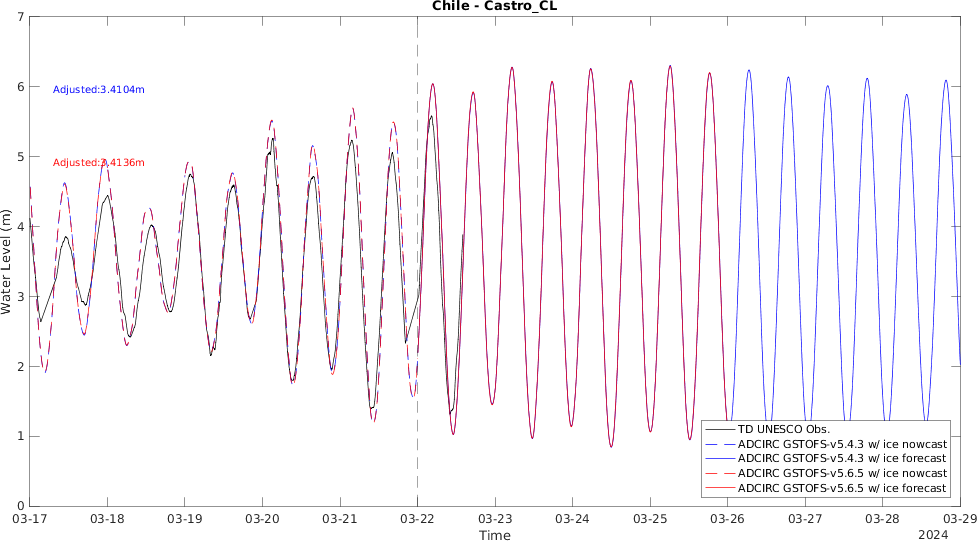 Chile - Castro_CL
7
6
5
4
3
2
1
0
Water Level (m)
Adjusted:3.4104m
Adjusted:3.4136m
TD UNESCO Obs.
ADCIRC GSTOFS-v5.4.3 w/ ice nowcast
ADCIRC GSTOFS-v5.4.3 w/ ice forecast
ADCIRC GSTOFS-v5.6.5 w/ ice nowcast
ADCIRC GSTOFS-v5.6.5 w/ ice forecast
03-17 03-18 03-19 03-20 03-21 03-22 03-23 03-24 03-25 03-26 03-27 03-28 03-29
Time
2024